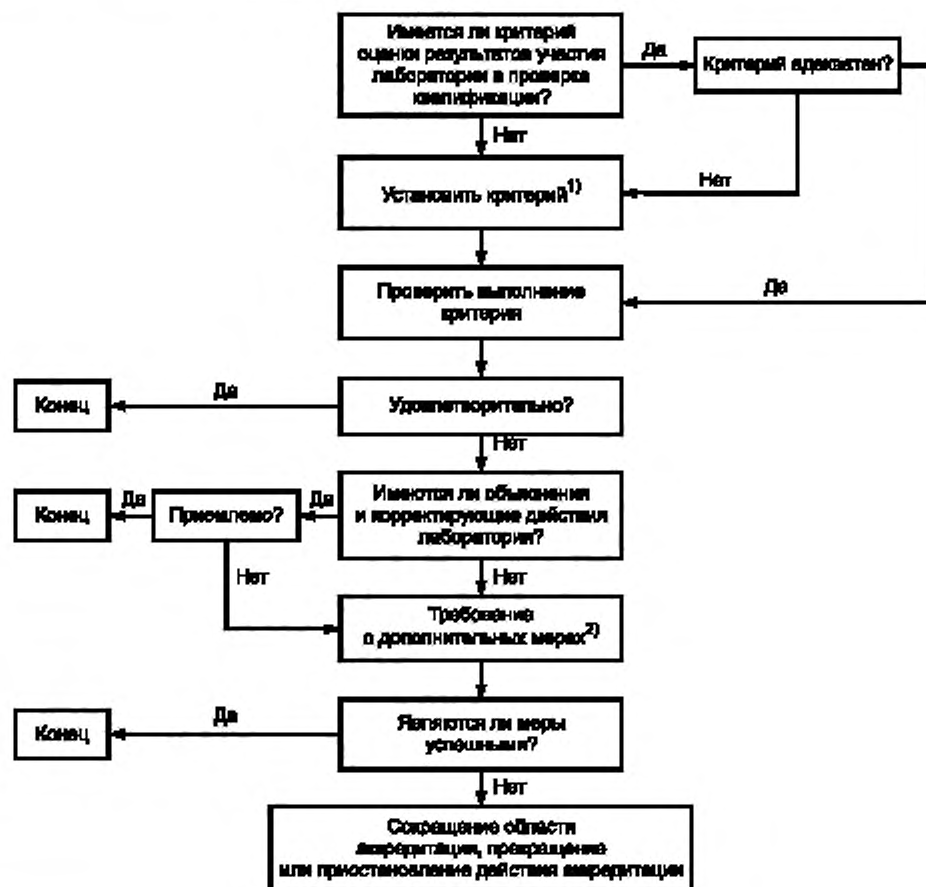 Имеется ли критерий
оценки результатов участия
лаборатории в проверке
квалификации?
Да
Критерий адекватен?
Нет
Установить критерий1)
Нет
Проверить выполнение
критерия
Да
Конец
Да
Удовлетворительно?
Нет
Конец
Да
Приемлемо?
Да
Имеются ли объяснения
и корректирующие действия
лаборатории?
Нет
Нет
Требование
о дополнительных мерах2)
Конец
Да
Являются ли меры
успешными?
Нет
Сокращение области
аккредитации, прекращение
или приостановление действия аккредитации